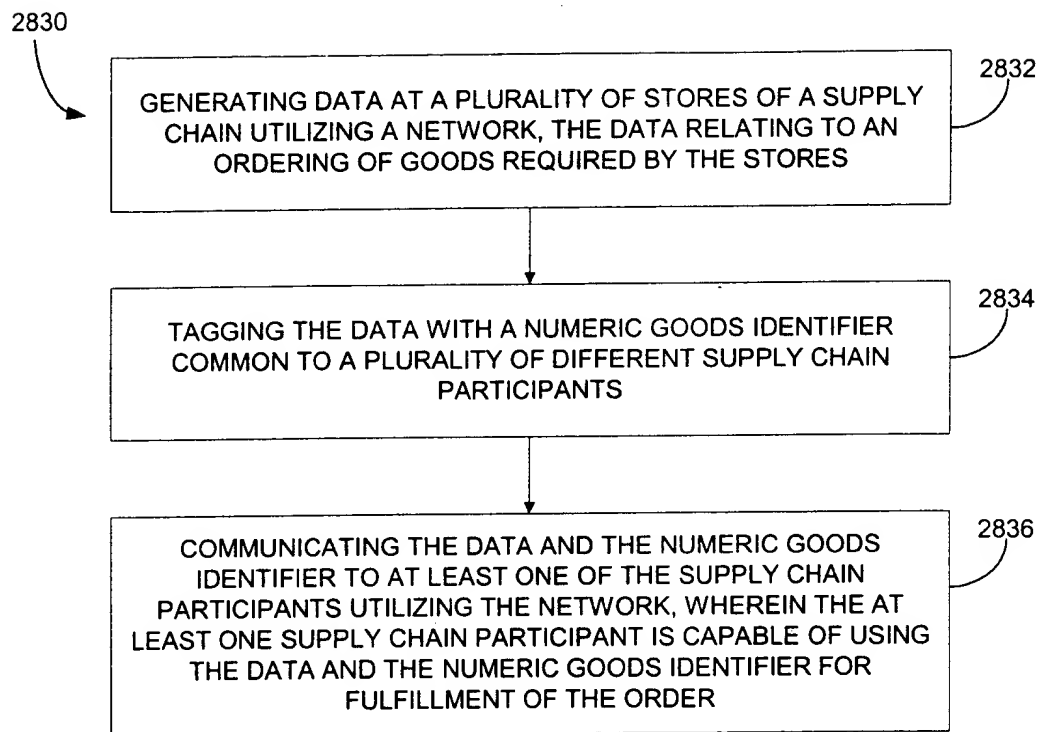 2830
2832
GENERATING DATA AT A PLURALITY OF STORES OF A SUPPLY
CHAIN UTILIZING A NETWORK, THE DATA RELATING TO AN
ORDERING OF GOODS REQUIRED BY THE STORES
2834
TAGGING THE DATA WITH A NUMERIC GOODS IDENTIFIER
COMMON TO A PLURALITY OF DIFFERENT SUPPLY CHAIN
PARTICIPANTS
2836
COMMUNICATING THE DATA AND THE NUMERIC GOODS
IDENTIFIER TO AT LEAST ONE OF THE SUPPLY CHAIN
PARTICIPANTS UTILIZING THE NETWORK, WHEREIN THE AT
LEAST ONE SUPPLY CHAIN PARTICIPANT IS CAPABLE OF USING
THE DATA AND THE NUMERIC GOODS IDENTIFIER FOR
FULFILLMENT OF THE ORDER